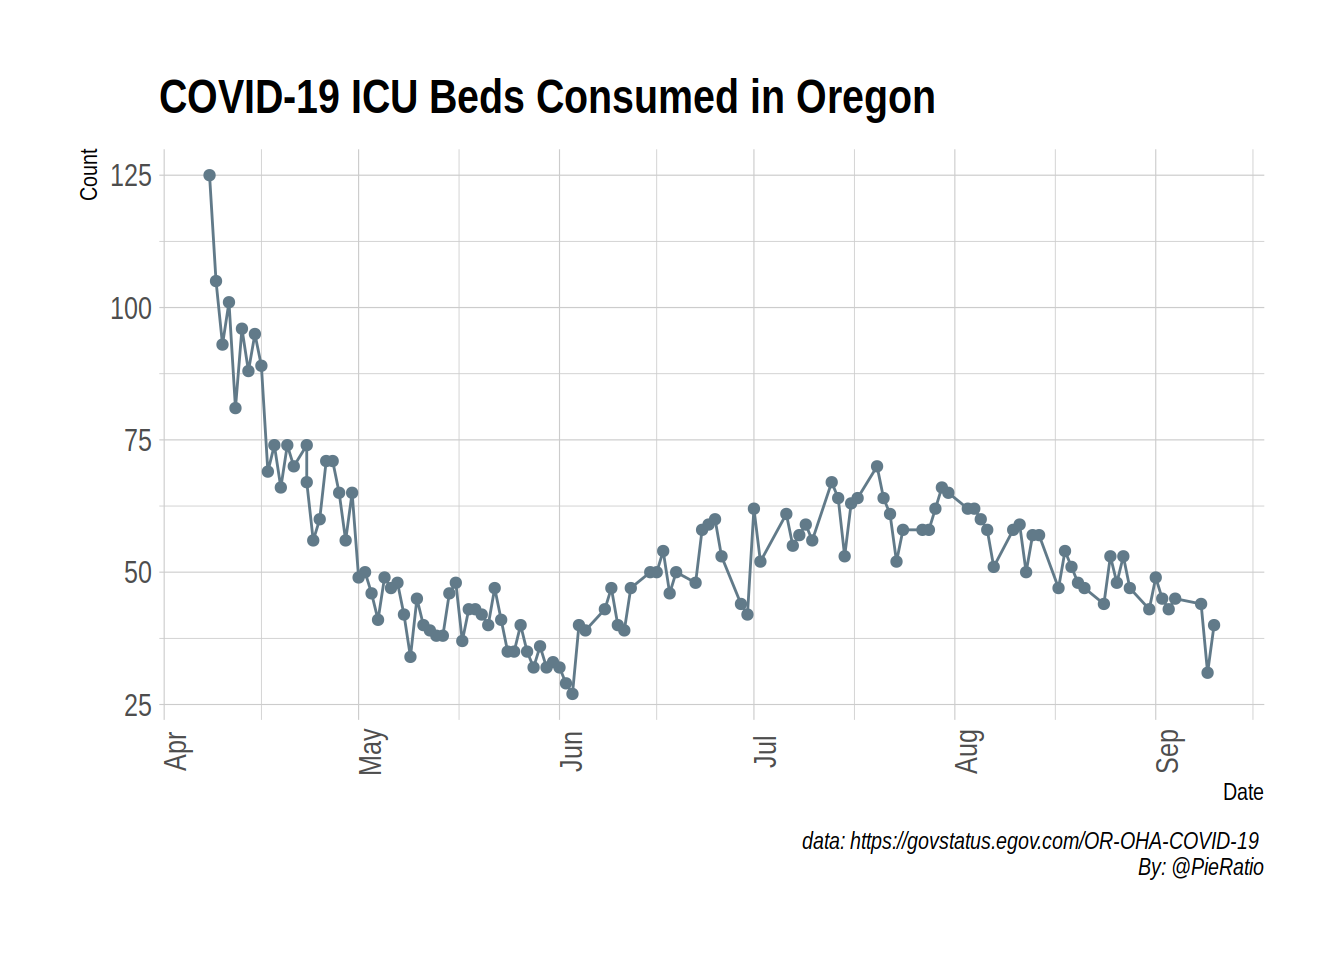 COVID-19 ICU Beds Consumed in Oregon
Count
125
100
75
50
25
Apr
May
Jun
Jul
Aug
Sep
Date
data: https://govstatus.egov.com/OR-OHA-COVID-19
By: @PieRatio